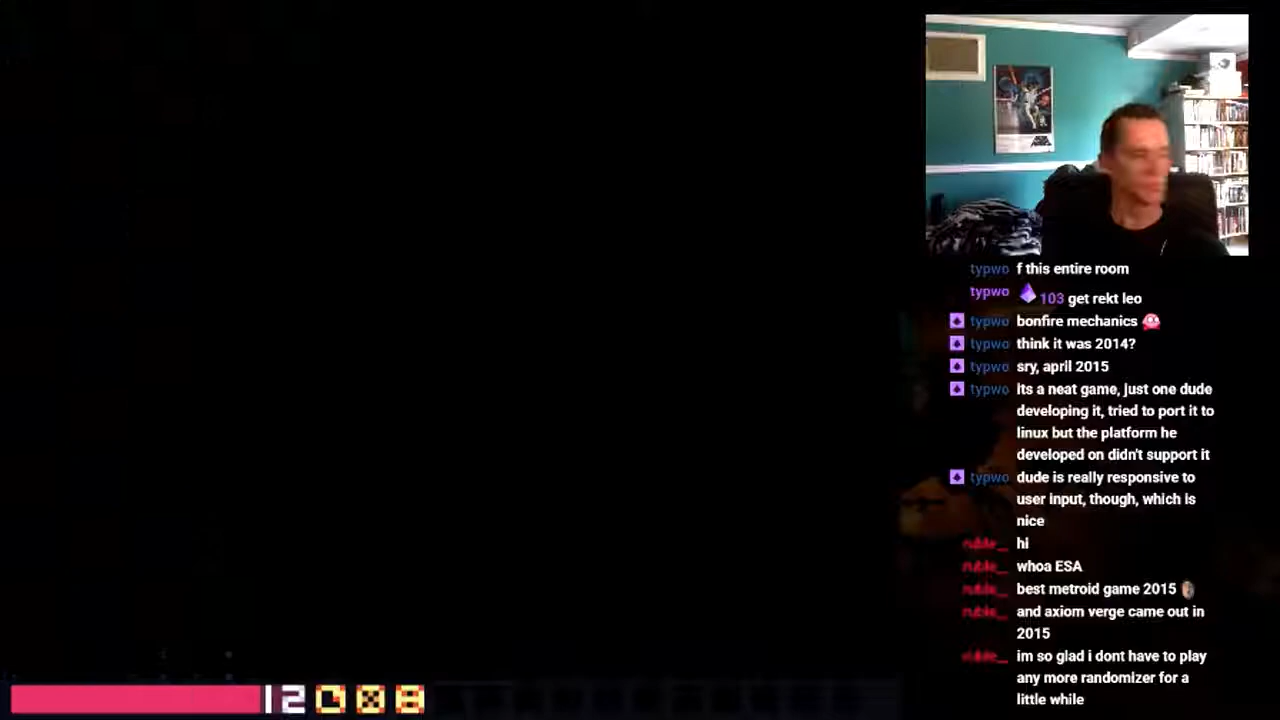 typwo f this entire room
typwo 103 get rekt leo
typwo bonfire mechanics
typwo think it was 2014?
typwo sry, april 2015
typwo its a neat game, just one dude
developing it, tried to port it to
linux but the platform he
developed on didn't support it
typwo dude is really responsive to
user input, though, which is
nice
hi
whoa ESA
best metroid game 2015
and axiom verge came out in
2015
im so glad i dont have to play
any more randomizer for a
little while
12